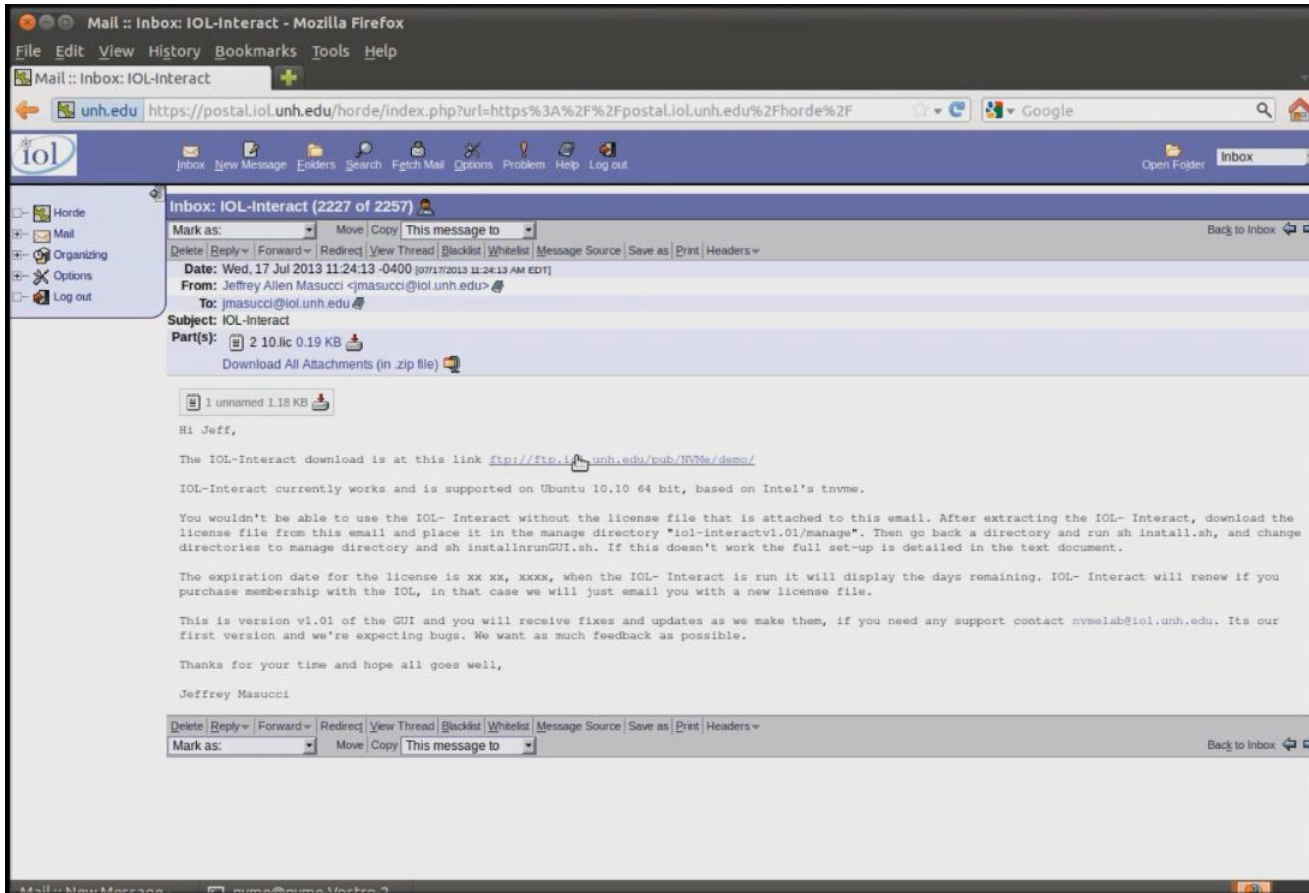 Mail :: Inbox: IOL-Interact - Mozilla Firefox
File Edit View History Bookmarks Tools Help
Mail :: Inbox: IOL-Interact
unh.edu https://postal.iol.unh.edu/horde/index.php?url=https%3A%2F%2Fpostal.iol.unh.edu%2Fhorde%2F Google
iol
Inbox New Message Folders Search Fetch Mail Options Problem Help Log out Open Folder Inbox
Horde
Mail
Organizing
Options
Log out
Inbox: IOL-Interact (2227 of 2257)
Mark as: Move Copy This message to Back to Inbox
Delete Reply Forward Redirect View Thread Blacklist Whitelist Message Source Save as Print Headers
Date: Wed, 17 Jul 2013 11:24:13 -0400 [07/17/2013 11:24:13 AM EDT]
From: Jeffrey Allen Masucci <jmasucci@iol.unh.edu>
To: jmasucci@iol.unh.edu
Subject: IOL-Interact
Part(s): 2 10.lic 0.19 KB
Download All Attachments (in .zip file)
1 unnamed 1.18 KB
Hi Jeff,
The IOL-Interact download is at this link ftp://ftp.iol.unh.edu/pub/NVMe/demo/
IOL-Interact currently works and is supported on Ubuntu 10.10 64 bit, based on Intel's tnvme.
You wouldn't be able to use the IOL- Interact without the license file that is attached to this email. After extracting the IOL- Interact, download the
license file from this email and place it in the manage directory "iol-interactv1.01/manage". Then go back a directory and run sh install.sh, and change
directories to manage directory and sh installnrunGUI.sh. If this doesn't work the full set-up is detailed in the text document.
The expiration date for the license is xx xx, xxxx, when the IOL- Interact is run it will display the days remaining. IOL- Interact will renew if you
purchase membership with the IOL, in that case we will just email you with a new license file.
This is version v1.01 of the GUI and you will receive fixes and updates as we make them, if you need any support contact nvmelab@iol.unh.edu. Its our
first version and we're expecting bugs. We want as much feedback as possible.
Thanks for your time and hope all goes well,
Jeffrey Masucci
Delete Reply Forward Redirect View Thread Blacklist Whitelist Message Source Save as Print Headers
Mark as: Move Copy This message to Back to Inbox
Mail :: New Message nvme@nvme-Vostro-2